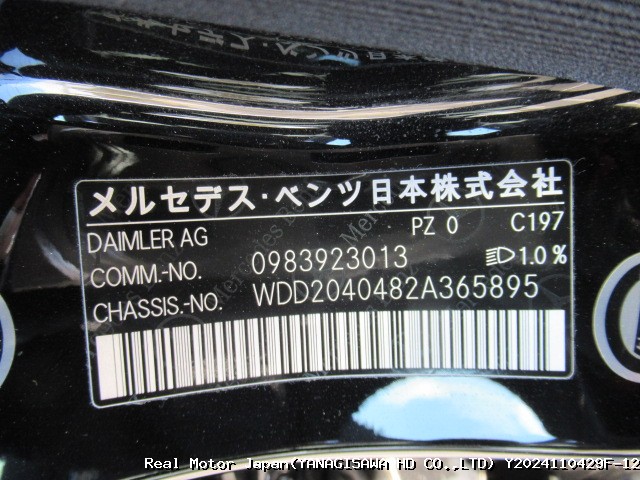 メルセデス・ベンツ日本株式会社
DAIMLER AG PZ 0 C197
COMM.-NO. 0983923013 1.0%
CHASSIS.-NO. WDD2040482A365895
Real Motor Japan(YANAGISAWA HD CO.,LTD) Y2024110429F-12